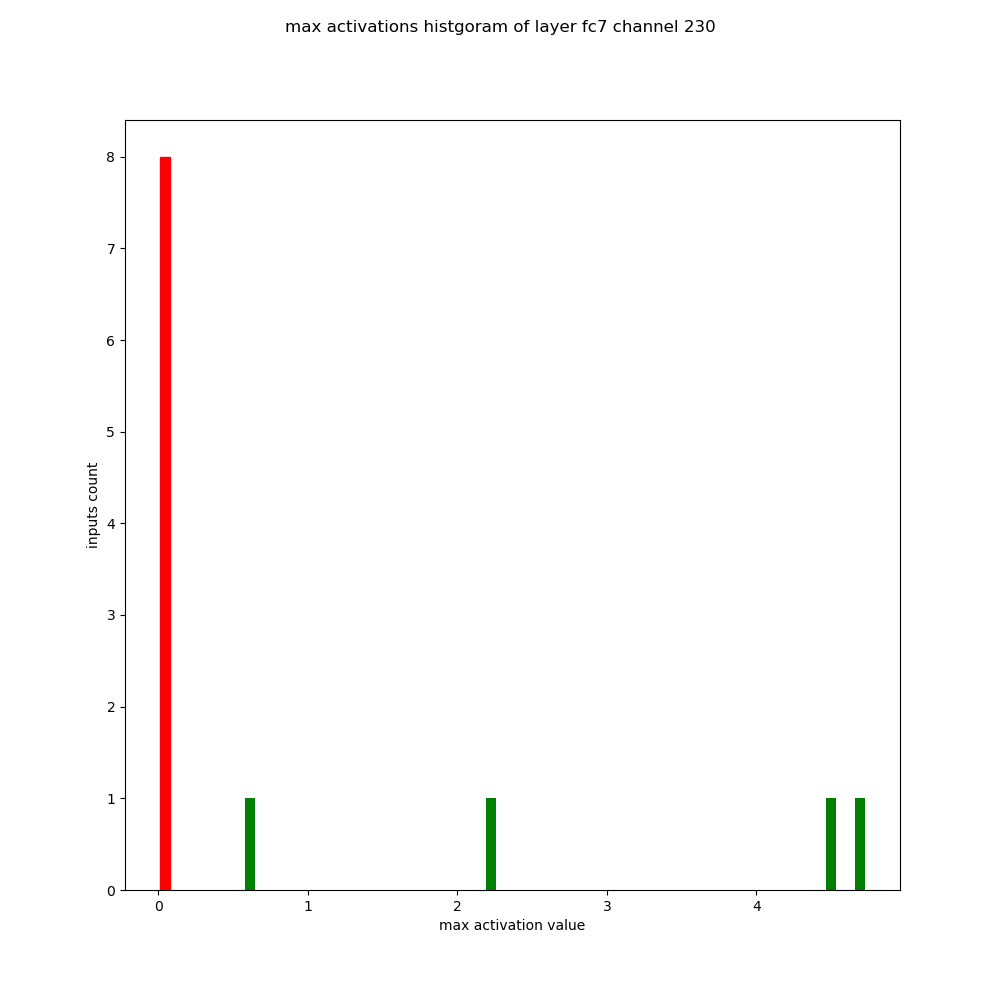 max activations histgoram of layer fc7 channel 230
8
7
6
5
4
3
2
1
0
inputs count
0 1 2 3 4
max activation value